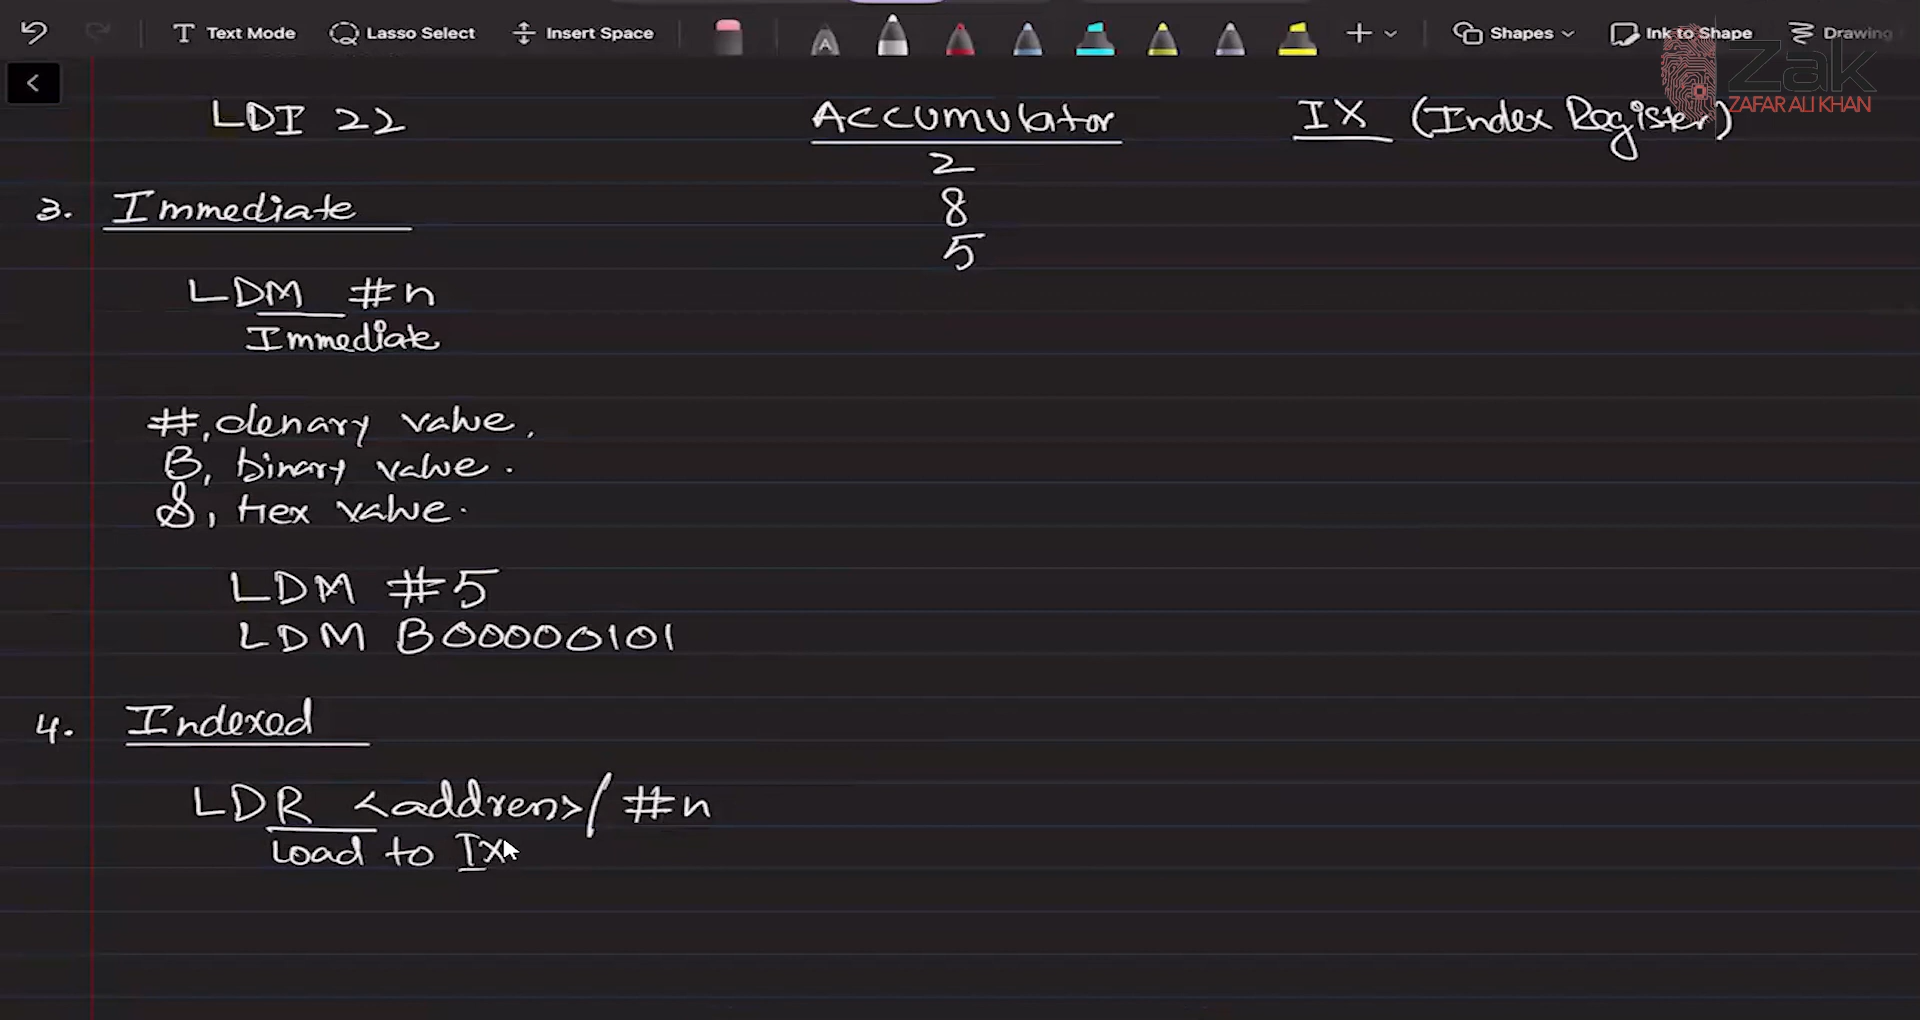 Text Mode Lasso Select Insert Space A Shapes Ink to Shape Drawing
Zak
ZAFAR ALI KHAN
LDI 22 Accumulator IX (Index Register)
2
3. Immediate 8
5
LDM #n
Immediate
#, denary value.
B, binary value.
&, Hex value.
LDM #5
LDM B00000101
4. Indexed
LDR <address>/ #n
Load to IX